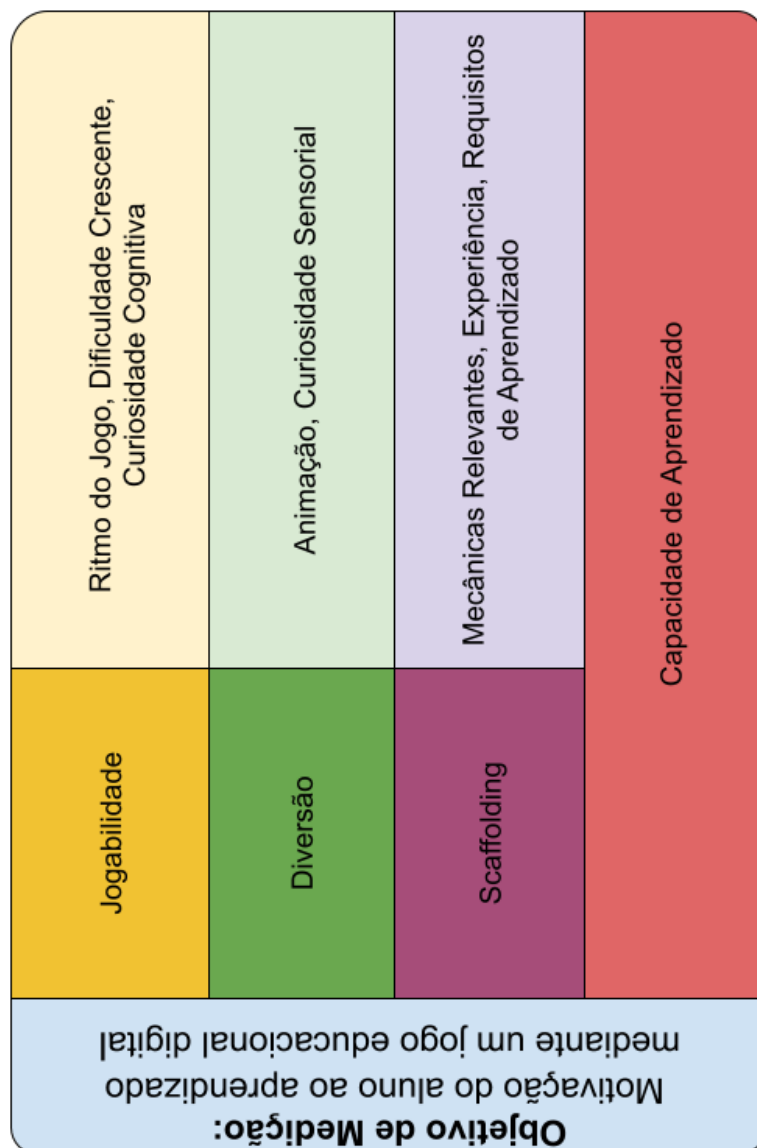 Objetivo de Medição:
Motivação do aluno ao aprendizado
mediante um jogo educacional digital
Jogabilidade
Ritmo do Jogo, Dificuldade Crescente,
Curiosidade Cognitiva
Diversão
Animação, Curiosidade Sensorial
Scaffolding
Mecânicas Relevantes, Experiência, Requisitos
de Aprendizado
Capacidade de Aprendizado